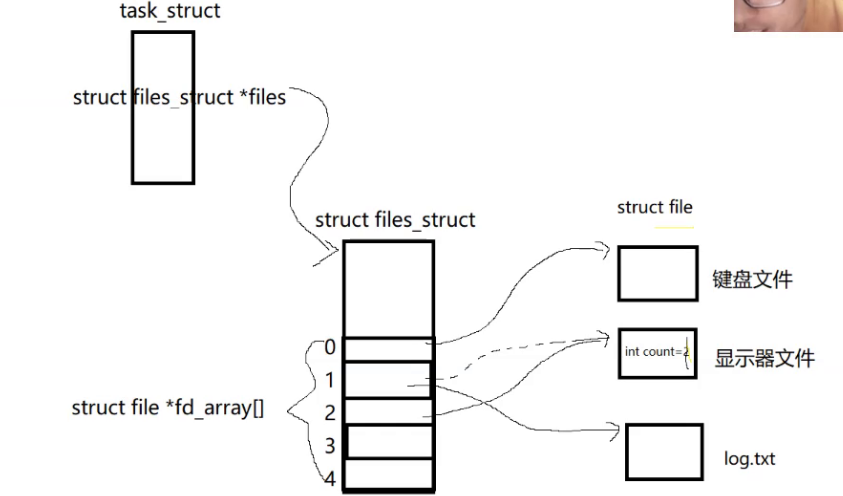 task_struct
struct files_struct *files
struct files_struct
struct file
键盘文件
int count=2
显示器文件
log.txt
struct file *fd_array[]
0
1
2
3
4